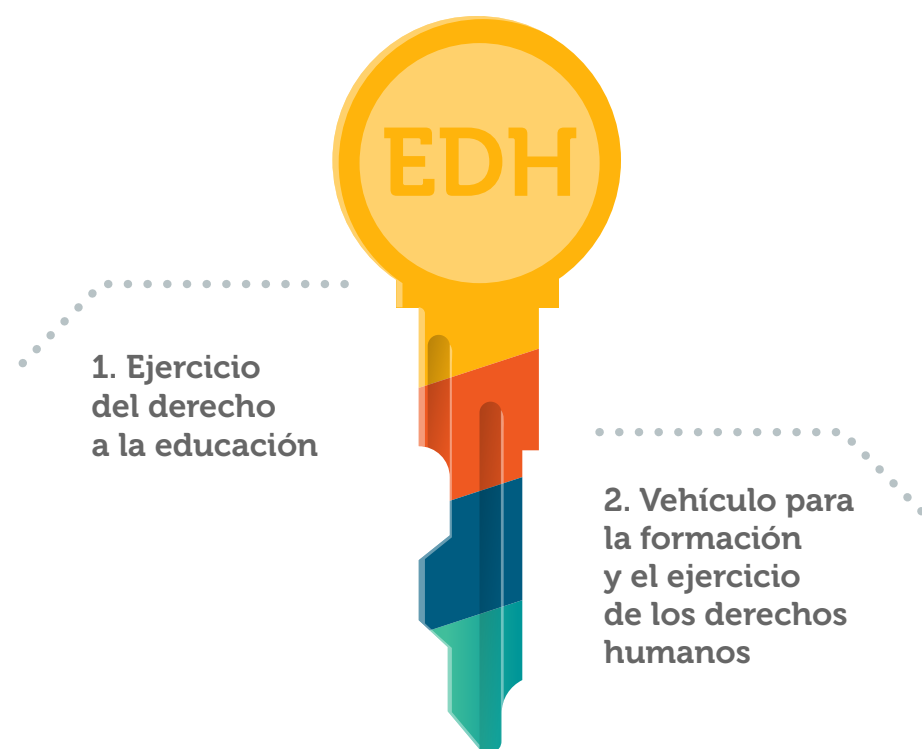 EDH
1. Ejercicio
del derecho
a la educación
2. Vehículo para
la formación
y el ejercicio
de los derechos
humanos